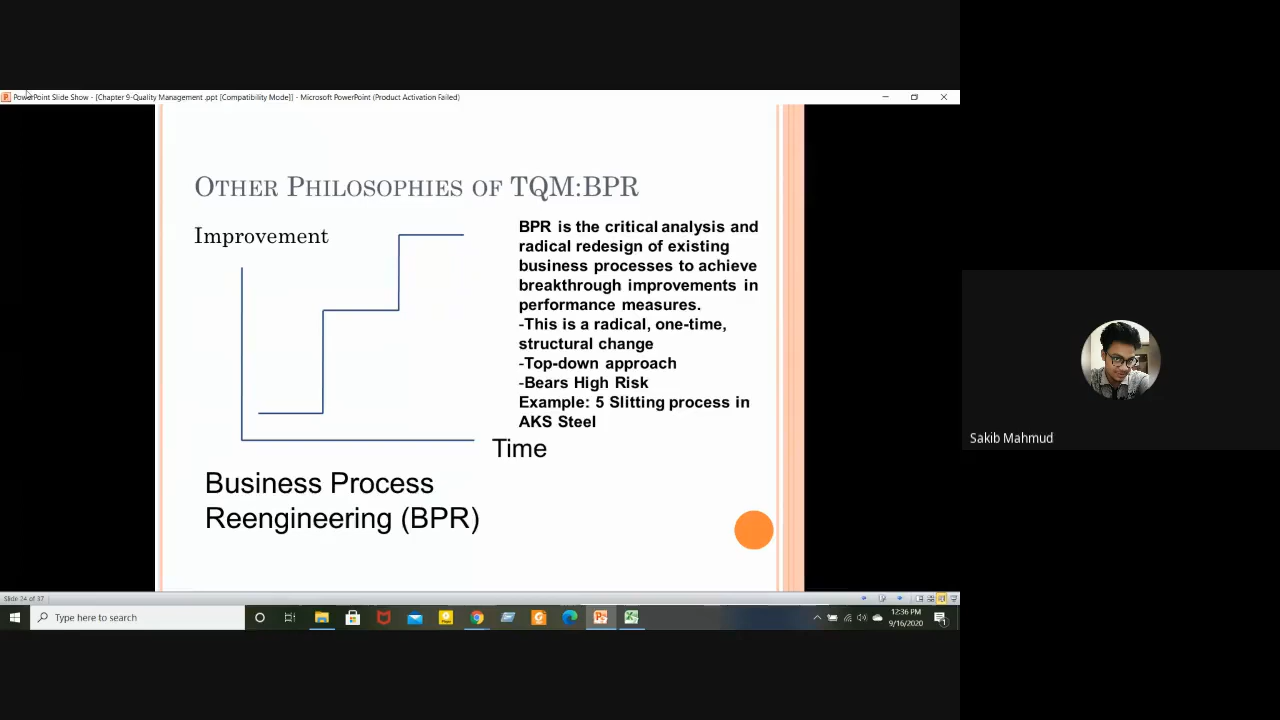 PowerPoint Slide Show - [Chapter 9-Quality Management .ppt [Compatibility Mode]] - Microsoft PowerPoint (Product Activation Failed)
OTHER PHILOSOPHIES OF TQM:BPR
Improvement
BPR is the critical analysis and
radical redesign of existing
business processes to achieve
breakthrough improvements in
performance measures.
-This is a radical, one-time,
structural change
-Top-down approach
-Bears High Risk
Example: 5 Slitting process in
AKS Steel
Time
Business Process
Reengineering (BPR)
Sakib Mahmud
Slide 24 of 37
Type here to search
12:36 PM
9/16/2020